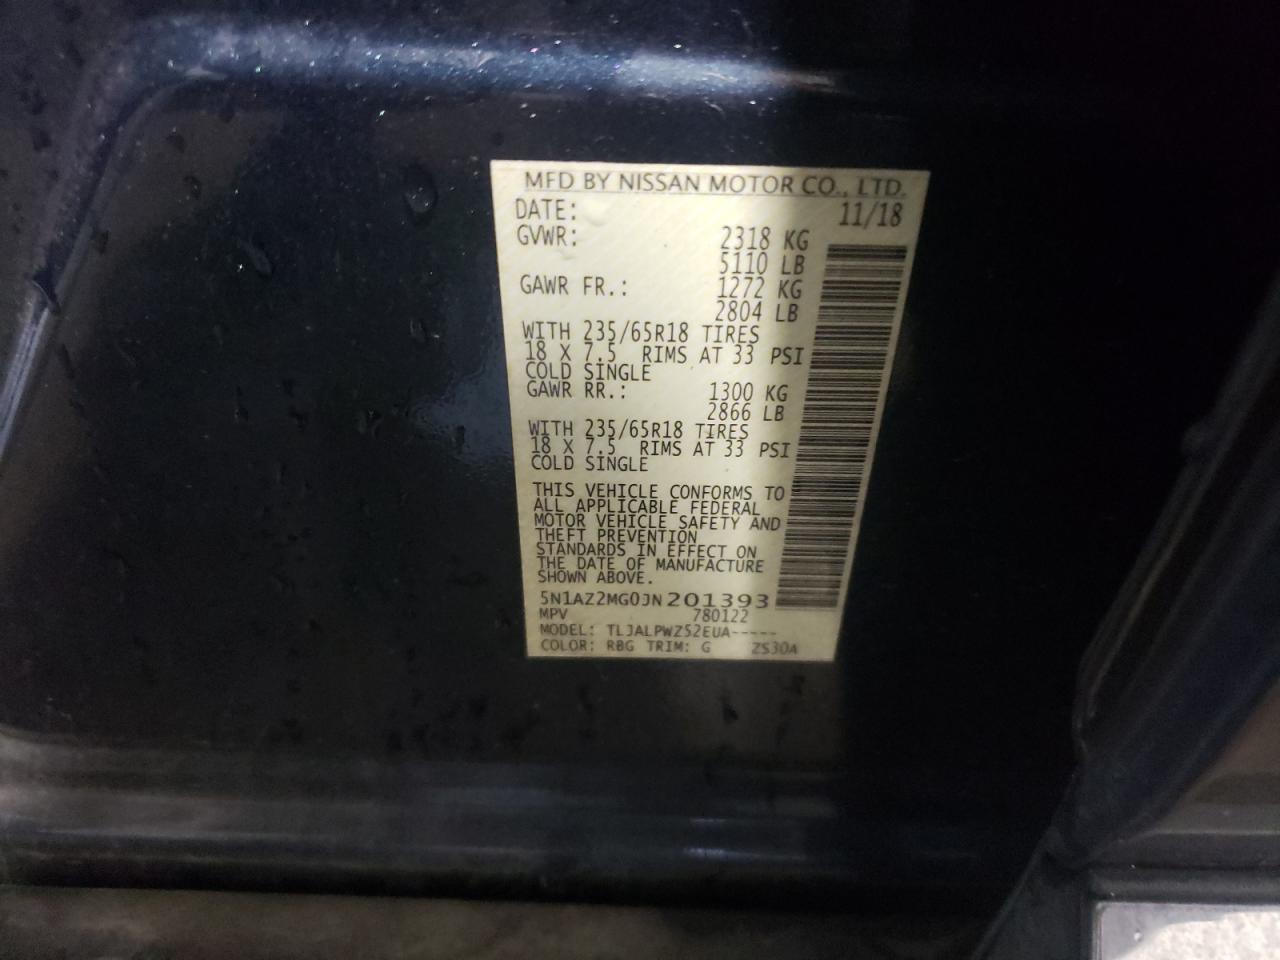 MFD BY NISSAN MOTOR CO., LTD.
DATE: 11/18
GVWR: 2318 KG
5110 LB
GAWR FR.: 1272 KG
2804 LB
WITH 235/65R18 TIRES
18 X 7.5 RIMS AT 33 PSI
COLD SINGLE
GAWR RR.: 1300 KG
2866 LB
WITH 235/65R18 TIRES
18 X 7.5 RIMS AT 33 PSI
COLD SINGLE
THIS VEHICLE CONFORMS TO
ALL APPLICABLE FEDERAL
MOTOR VEHICLE SAFETY AND
THEFT PREVENTION
STANDARDS IN EFFECT ON
THE DATE OF MANUFACTURE
SHOWN ABOVE.
5N1AZ2MG0JN201393
MPV 780122
MODEL: TLJALPWZ52EUA-----
COLOR: RBG TRIM: G ZS30A